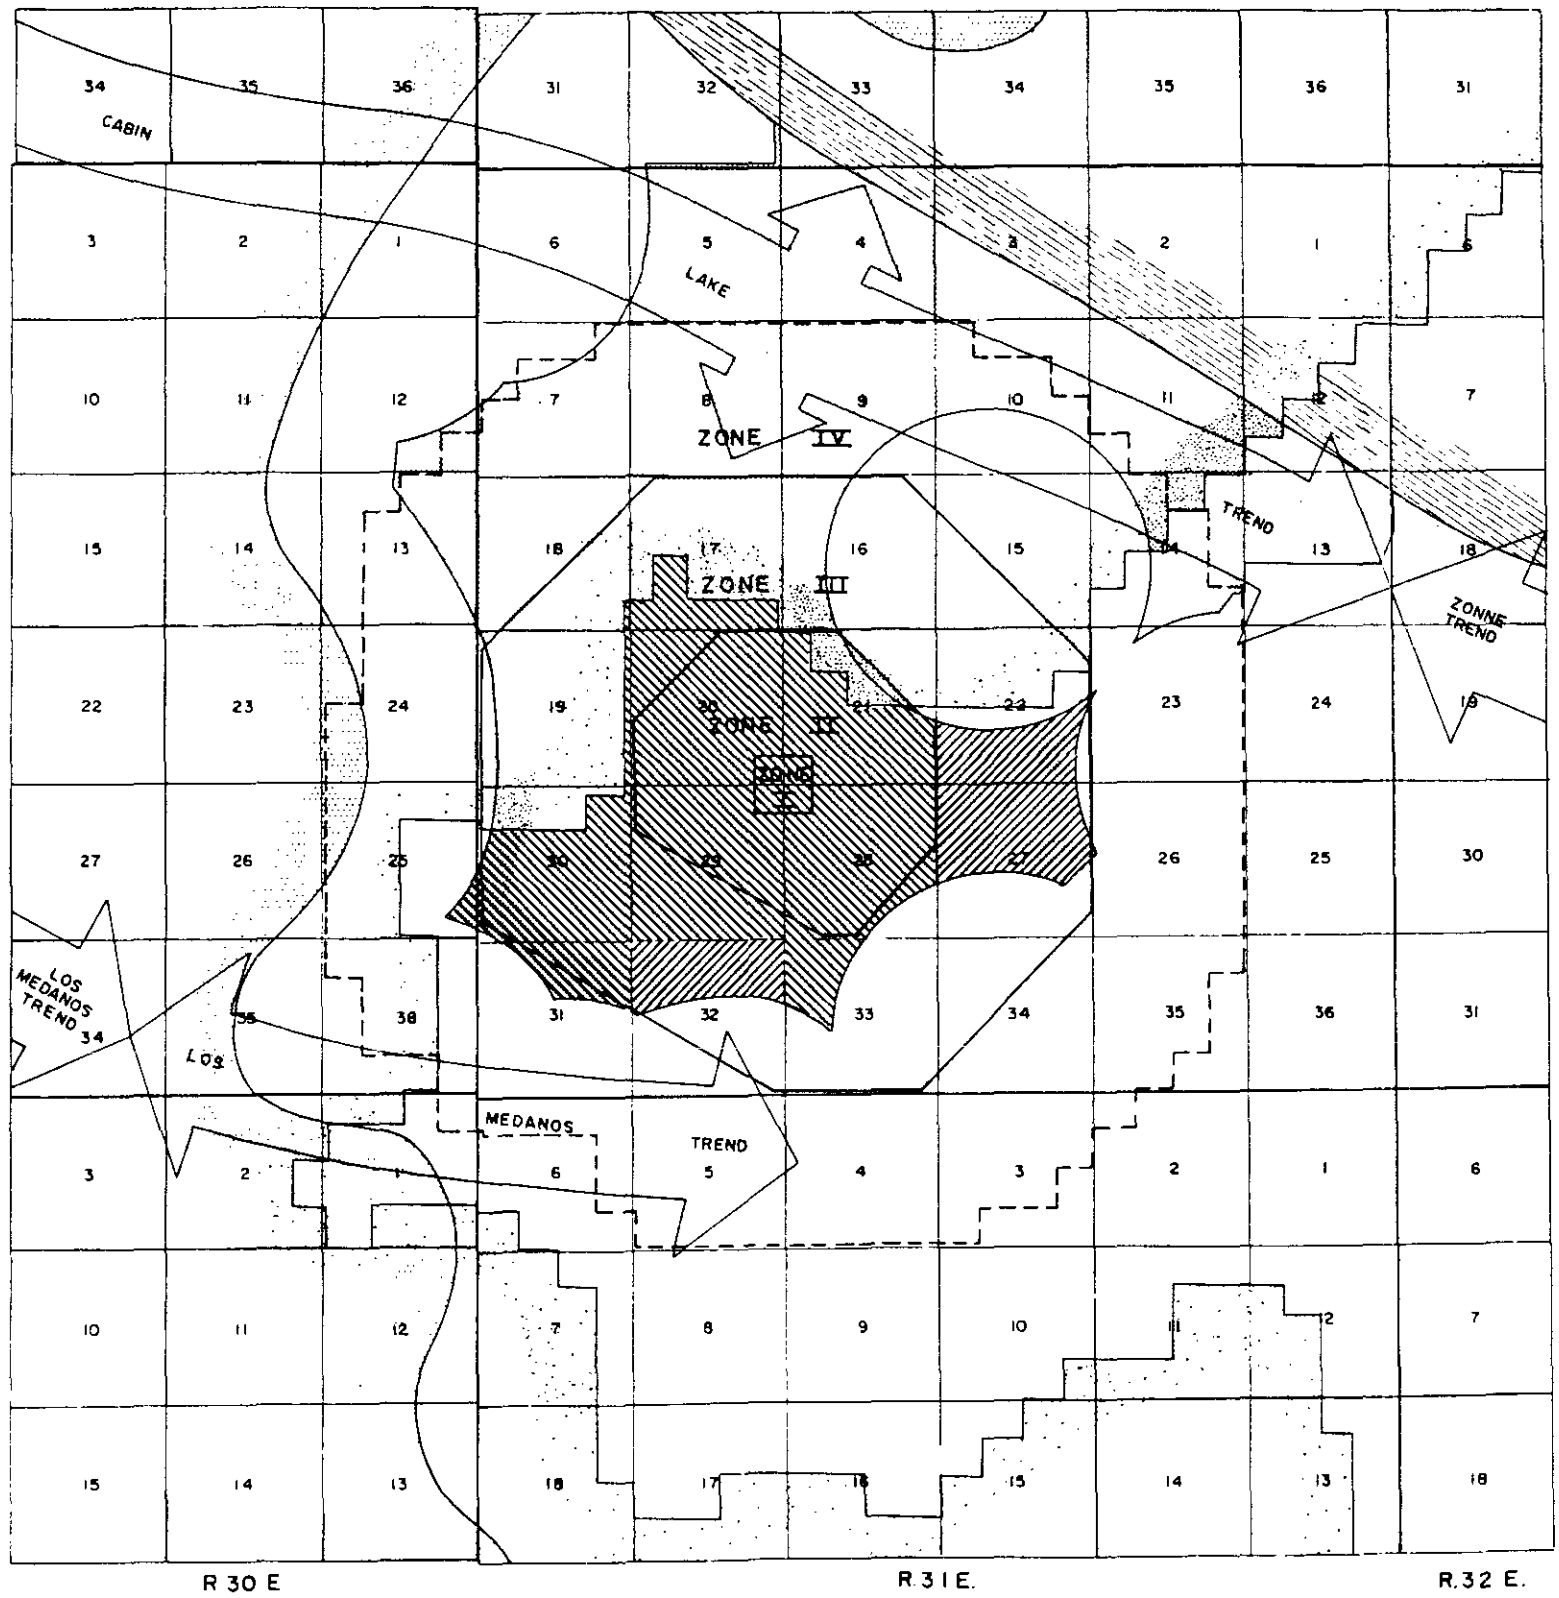 34 35 36 31 32 33 34 35 36 31
CABIN
3 2 1 6 5 4 3 2 1 6
LAKE
10 11 12 7 8 9 10 11 12 7
ZONE IV
TREND
15 14 13 18 17 16 15 14 13 18
ZONE III
ZONNE
TREND
22 23 24 19 20 21 22 23 24 19
ZONE II
ZONE
I
27 26 25 30 29 28 27 26 25 30
LOS
MEDANOS
TREND
34 35 36 31 32 33 34 35 36 31
LOS
MEDANOS
TREND
3 2 1 6 5 4 3 2 1 6
10 11 12 7 8 9 10 11 12 7
15 14 13 18 17 16 15 14 13 18
R 30 E
R.31E.
R.32 E.